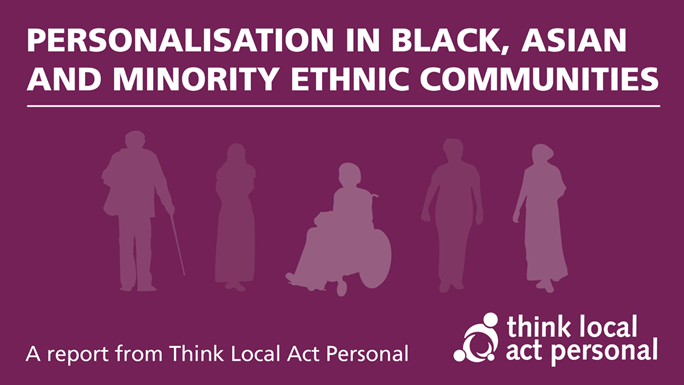 PERSONALISATION IN BLACK, ASIAN
AND MINORITY ETHNIC COMMUNITIES
A report from Think Local Act Personal
think local
act personal